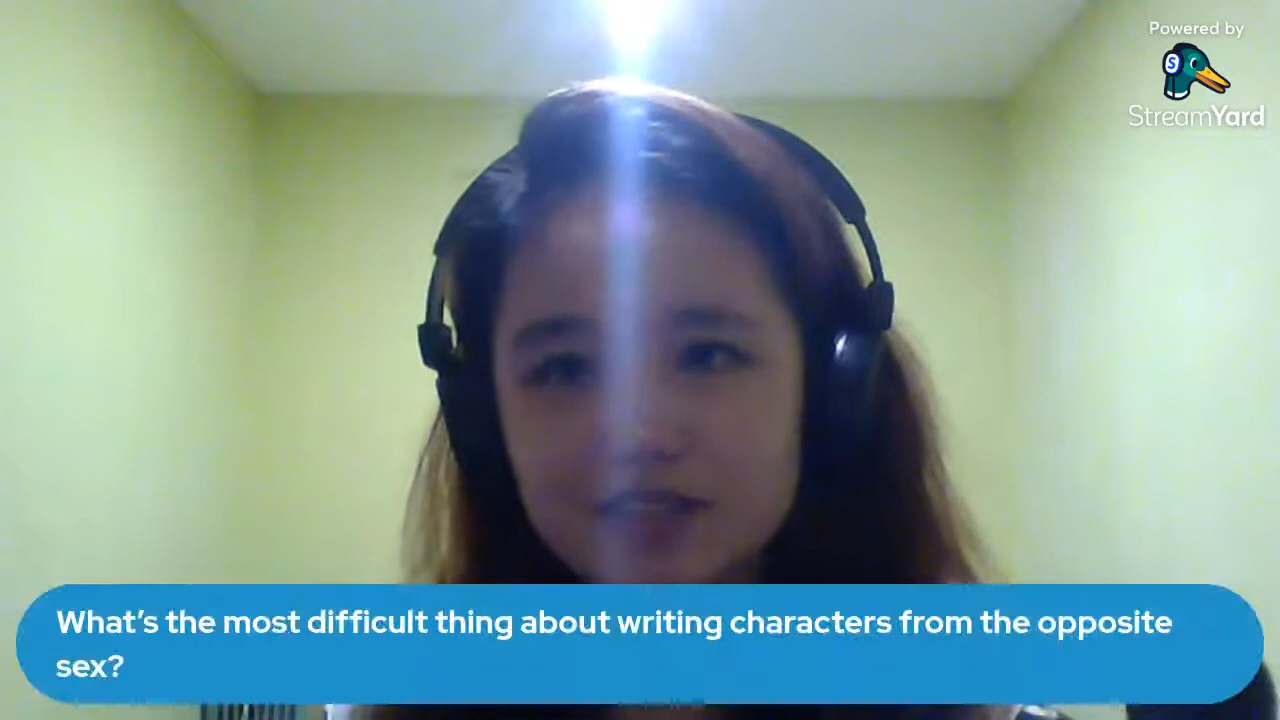 Powered by
StreamYard
What's the most difficult thing about writing characters from the opposite
sex?